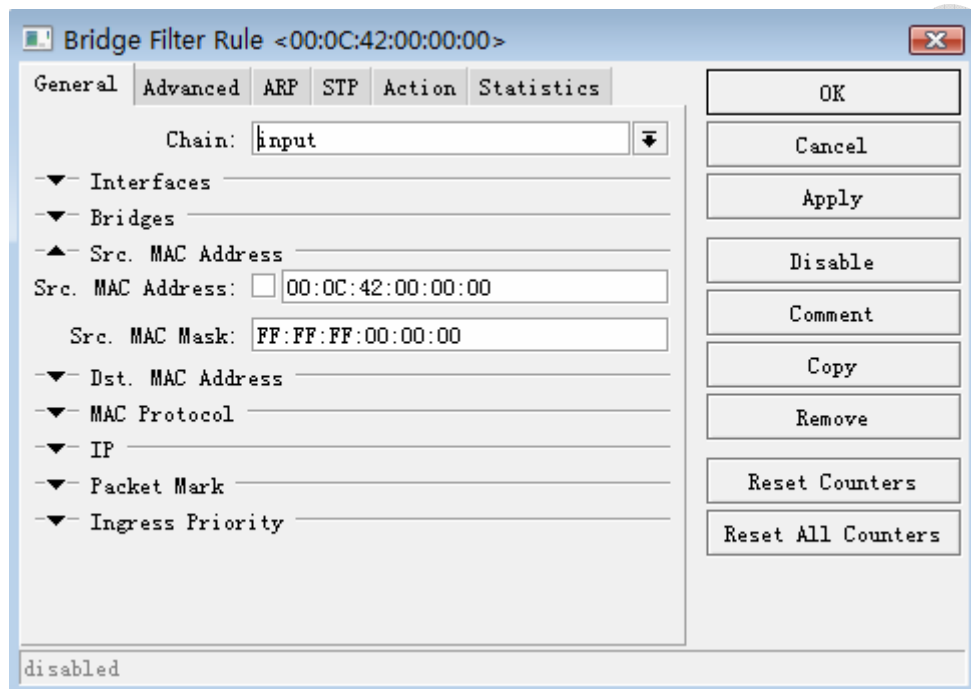 Bridge Filter Rule <00:0C:42:00:00:00>
General Advanced ARP STP Action Statistics
Chain: input
Interfaces
Bridges
Src. MAC Address
Src. MAC Address: 00:0C:42:00:00:00
Src. MAC Mask: FF:FF:FF:00:00:00
Dst. MAC Address
MAC Protocol
IP
Packet Mark
Ingress Priority
OK
Cancel
Apply
Disable
Comment
Copy
Remove
Reset Counters
Reset All Counters
disabled